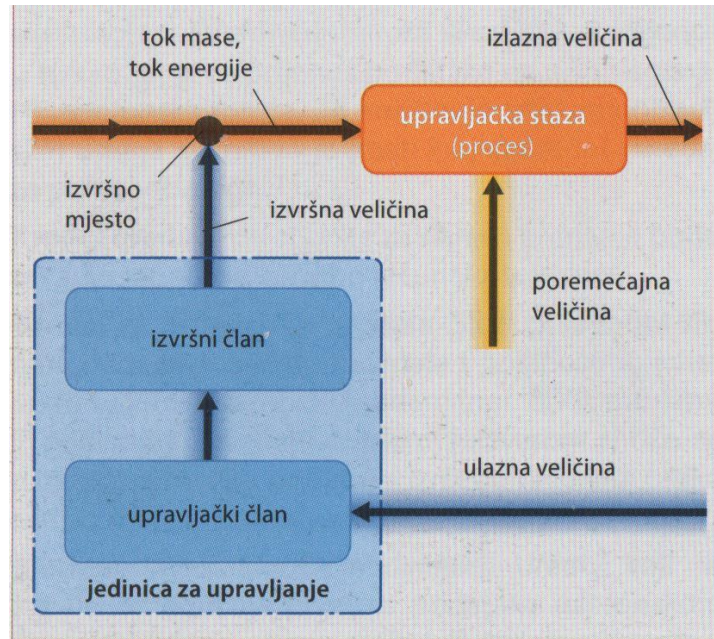 tok mase,
tok energije
izlazna veličina
upravljačka staza
(proces)
izvršno
mjesto
izvršna veličina
poremećajna
veličina
izvršni član
ulazna veličina
upravljački član
jedinica za upravljanje